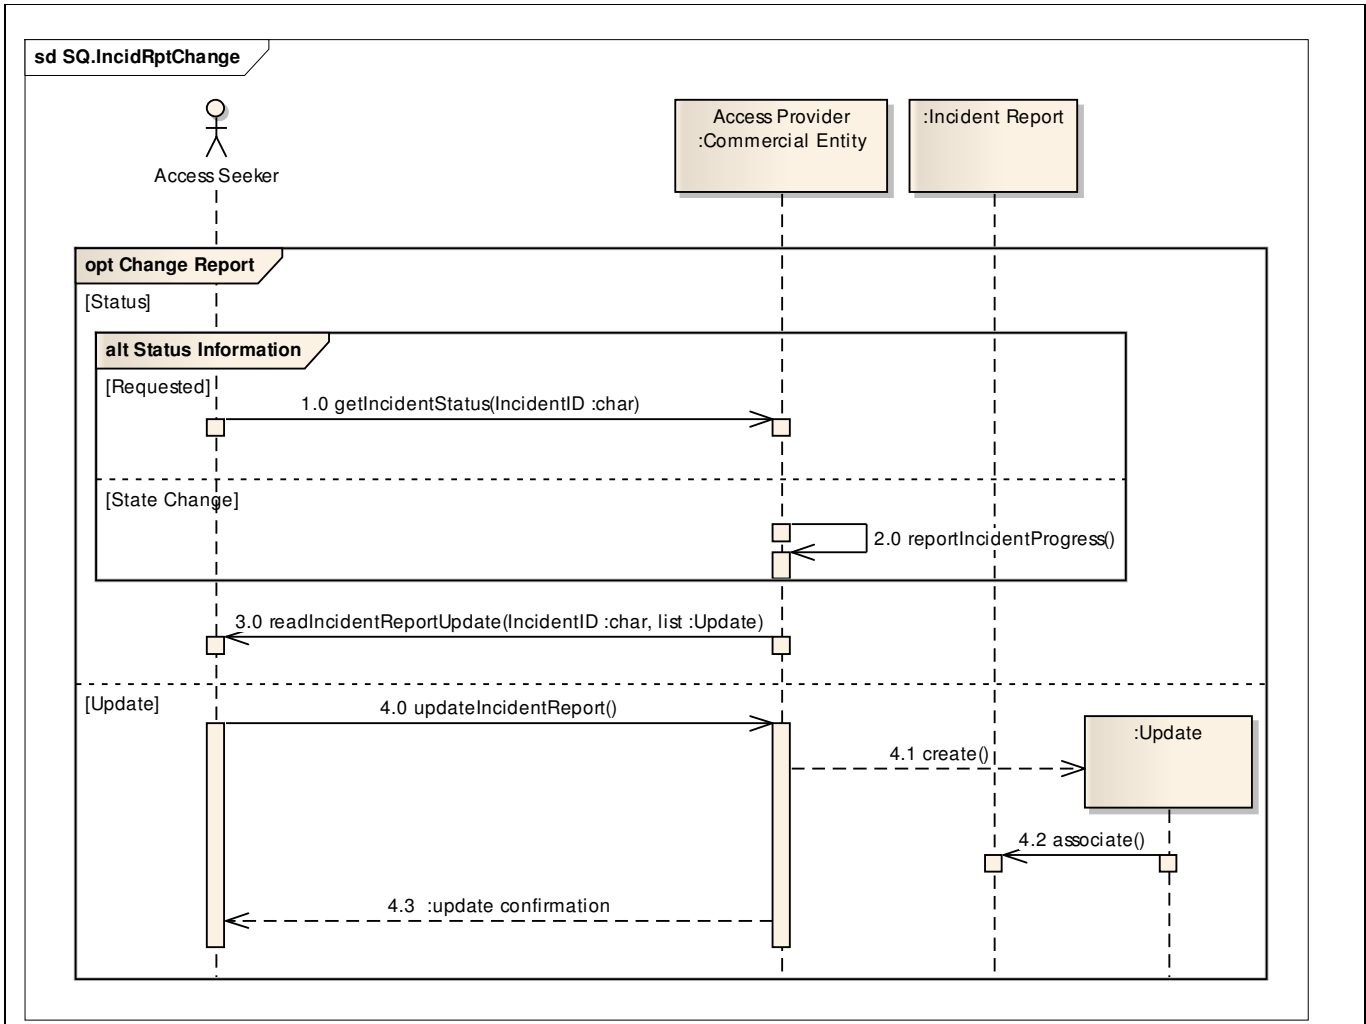 sd SQ.IncidRptChange
Access Seeker
Access Provider
:Commercial Entity
:Incident Report
opt Change Report
[Status]
alt Status Information
[Requested]
1.0 getIncidentStatus(IncidentID :char)
[State Change]
2.0 reportIncidentProgress()
3.0 readIncidentReportUpdate(IncidentID :char, list :Update)
[Update]
4.0 updateIncidentReport()
:Update
4.1 create()
4.2 associate()
4.3  :update confirmation